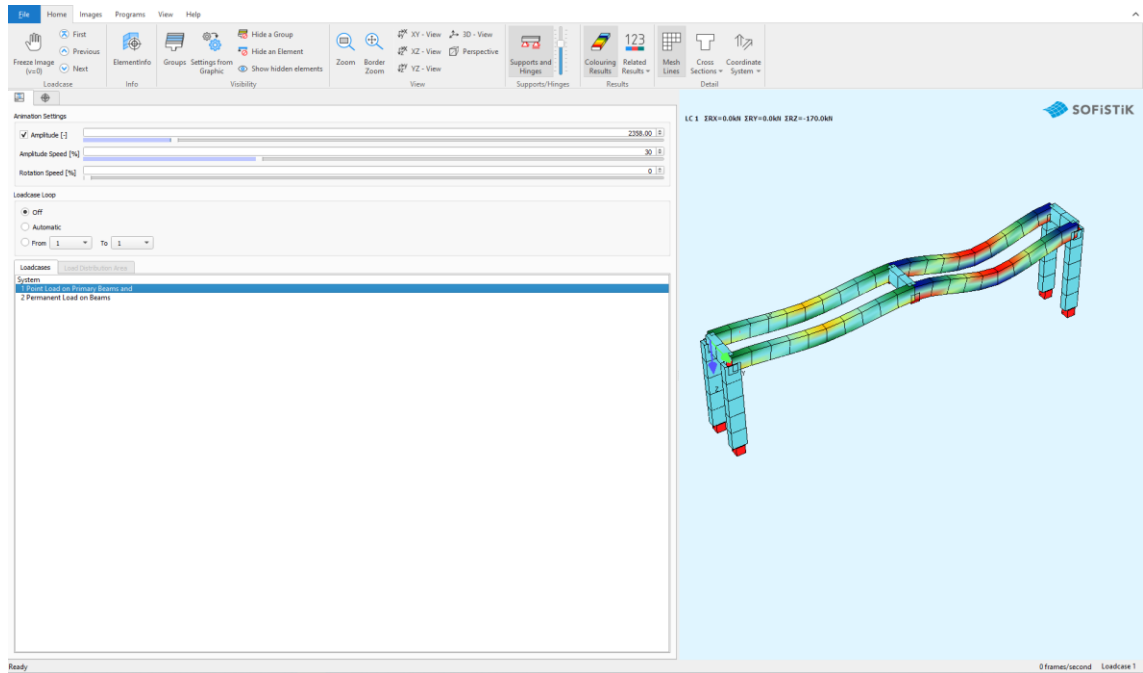 File Home Images Programs View Help
Freeze Image (v=0)
First
Previous
Next
Loadcase
ElementInfo
Info
Groups
Settings from Graphic
Hide a Group
Hide an Element
Show hidden elements
Visibility
Zoom
Border Zoom
XY - View
XZ - View
YZ - View
3D - View
Perspective
View
Supports and Hinges
Supports/Hinges
Colouring Results
123
Related Results
Results
Mesh Lines
Cross Sections
Coordinate System
Detail
Animation Settings
Amplitude [-] 2358.00
Amplitude Speed [%] 30
Rotation Speed [%] 0
Loadcase Loop
Off
Automatic
From 1 To 1
Loadcases Load Distribution Area
System
1 Point Load on Primary Beams and
2 Permanent Load on Beams
LC 1 ΣRX=0.0kN ΣRY=0.0kN ΣRZ=-170.0kN
SOFiSTiK
Y
Z
Ready
0 frames/second Loadcase 1